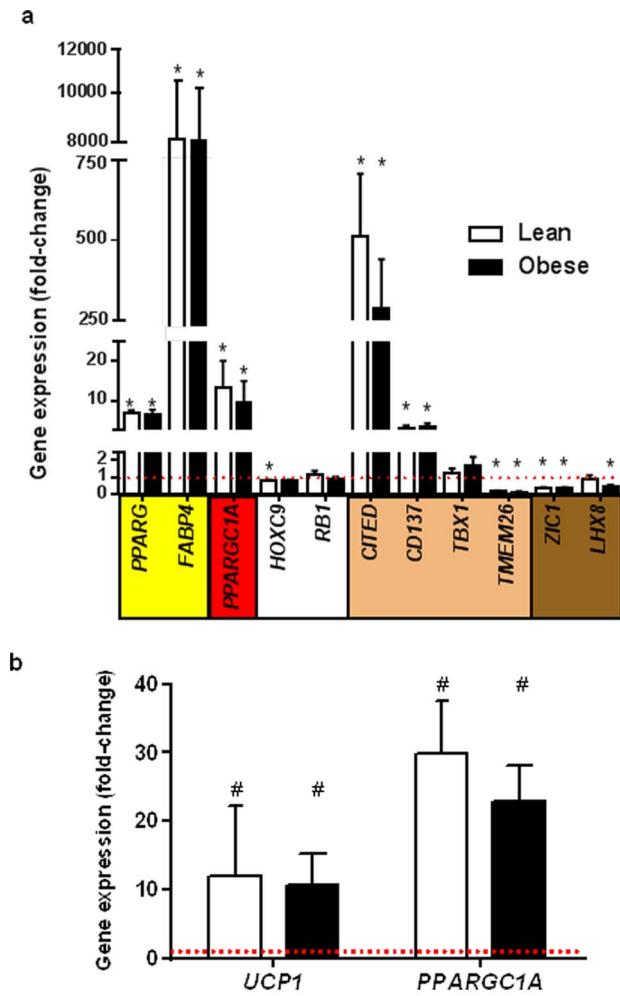 a
Gene expression (fold-change)
12000
10000
8000
750
500
250
20
10
2
1
0
* * * * * * * * * * * * * * * * *
Lean
Obese
PPARG
FABP4
PPARGC1A
HOXC9
RB1
CITED
CD137
TBX1
TMEM26
ZIC1
LHX8
b
Gene expression (fold-change)
40
30
20
10
0
# # # #
UCP1
PPARGC1A